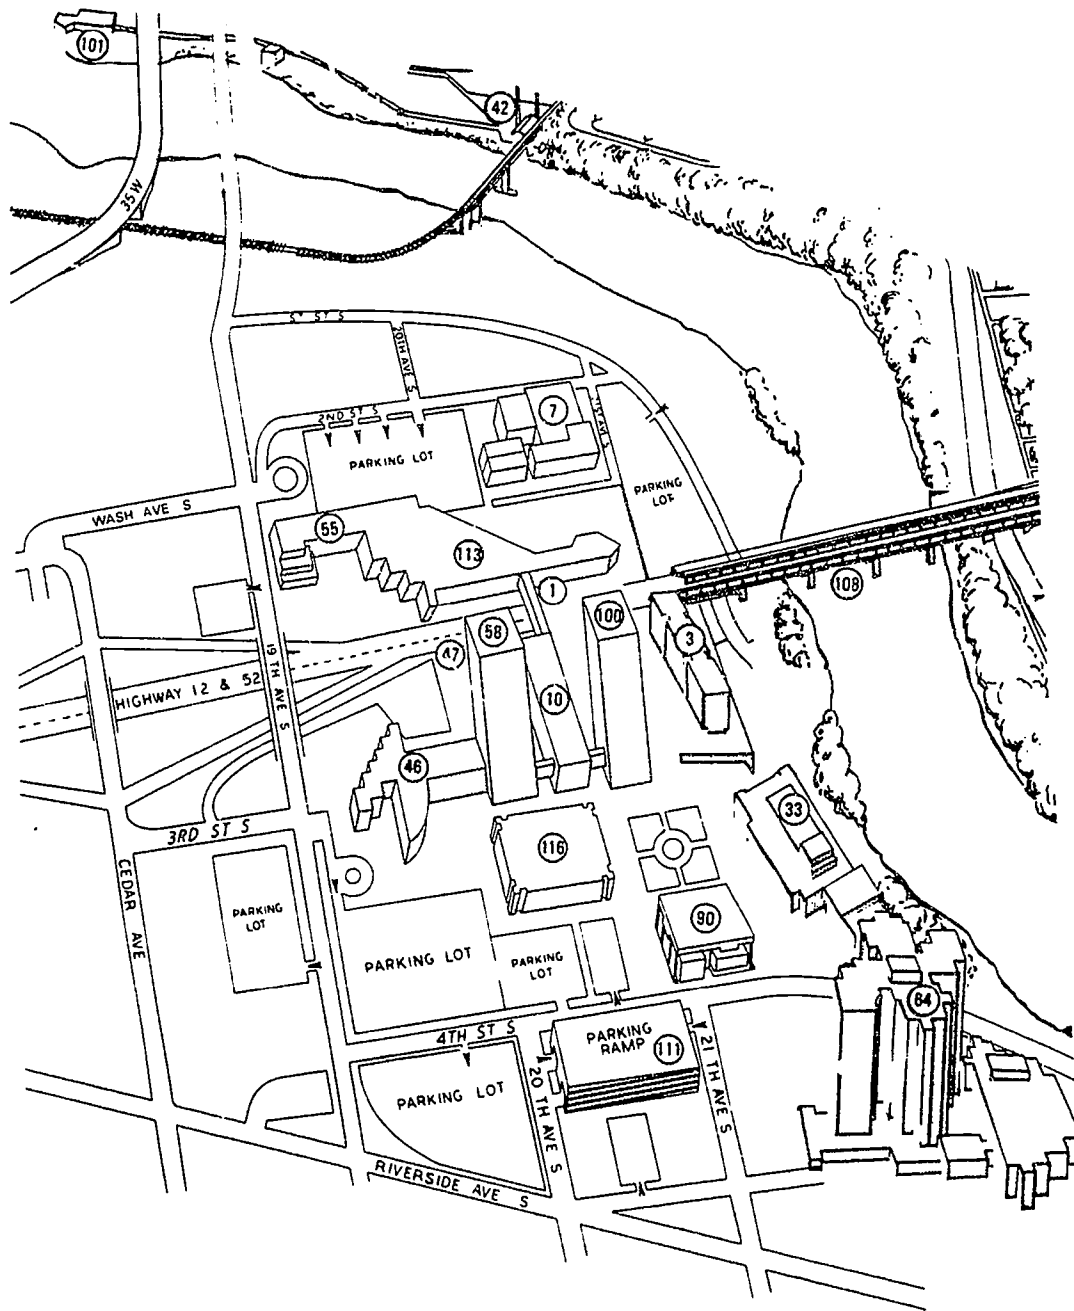 101
42
35 W
ST ST S
20TH AVE S
2ND ST S
7
PARKING LOT
PARKING
LOT
WASH AVE S
55
113
1
108
100
58
3
47
19 TH AVE S
HIGHWAY 12 & 52
10
46
33
3RD ST S
116
CEDAR AVE
PARKING
LOT
90
PARKING LOT
PARKING
LOT
84
4TH ST S
PARKING
RAMP
111
21 TH AVE S
PARKING LOT
20 TH AVE S
RIVERSIDE AVE S